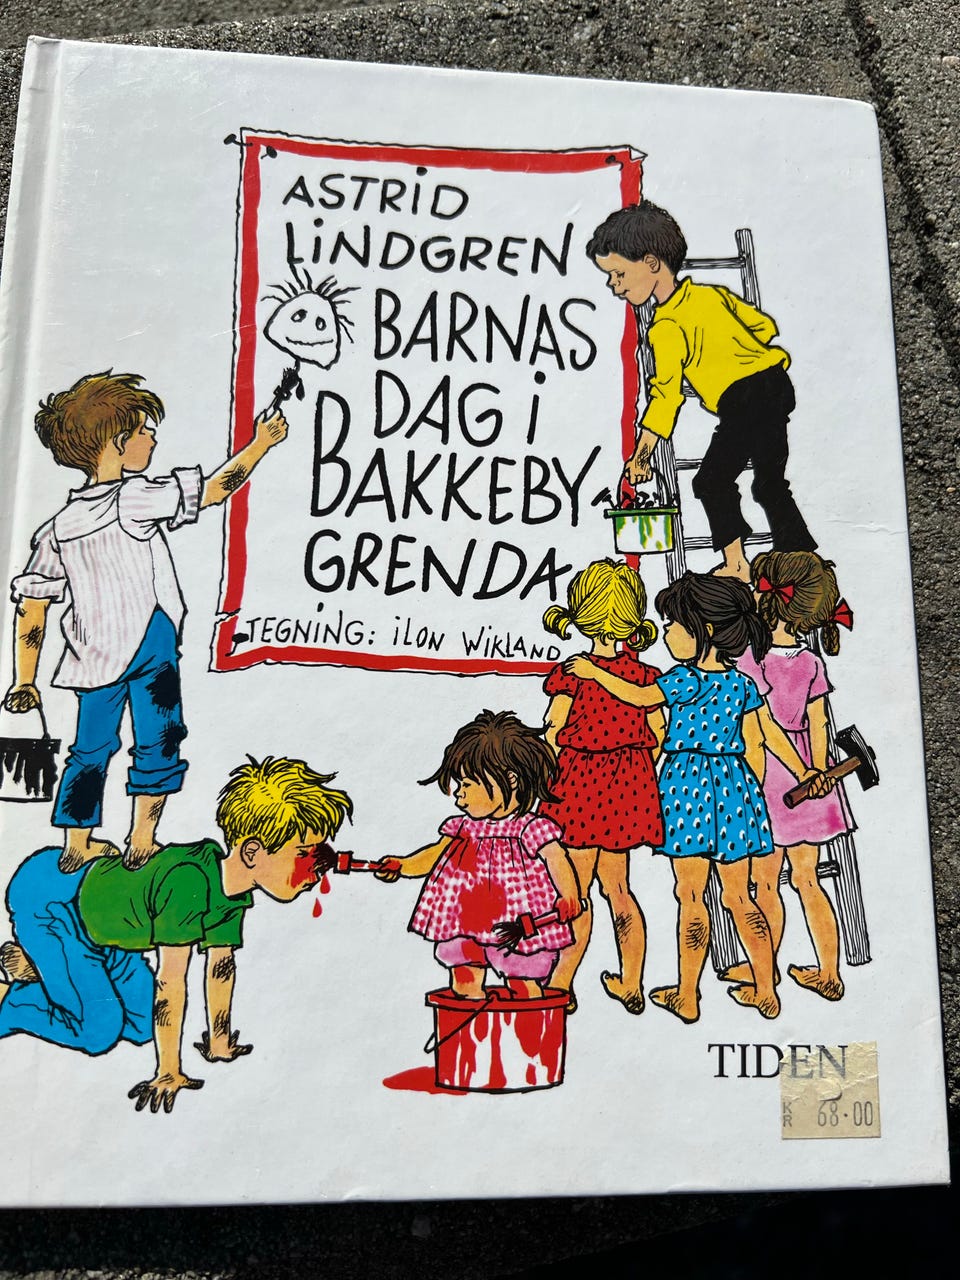 ASTRiD
LiNDGREN
BARNAS
DAG i
BAKKEBY
GRENDA
TEGNiNG: iLON WiKLAND
TIDEN
KR 68·00